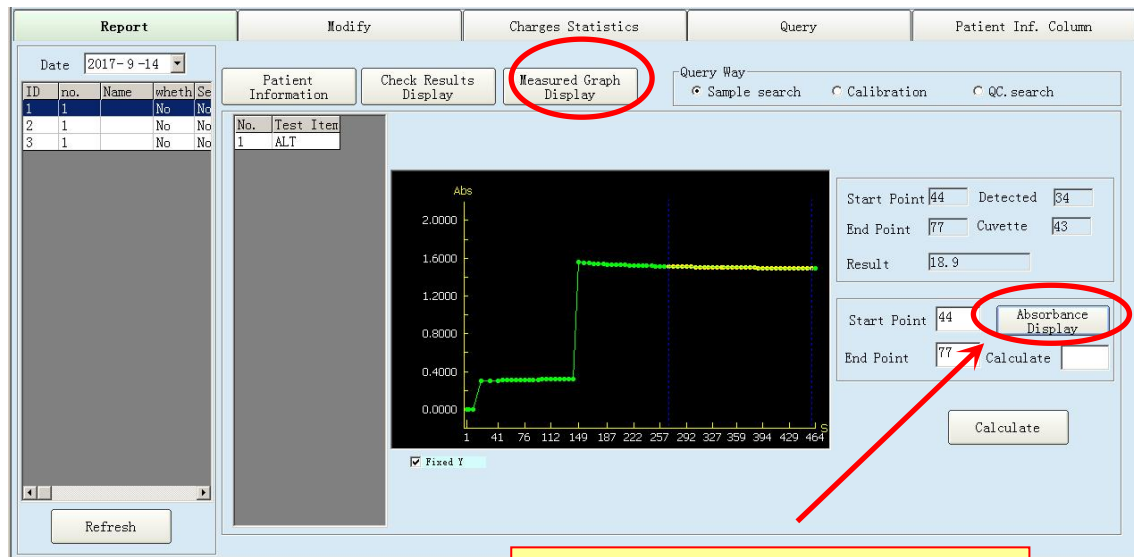 Report Modify Charges Statistics Query Patient Inf. Column
Date 2017- 9 -14
ID no. Name wheth Se
1 1 No No
2 1 No No
3 1 No No
Refresh
Patient Information
Check Results Display
Measured Graph Display
Query Way
Sample search Calibration QC. search
No. Test Item
1 ALT
Abs
2.0000
1.6000
1.2000
0.8000
0.4000
0.0000
1 41 76 112 149 187 222 257 292 327 359 394 429 464
S
Fixed Y
Start Point 44 Detected 34
End Point 77 Cuvette 43
Result 18.9
Start Point 44 Absorbance Display
End Point 77 Calculate
Calculate